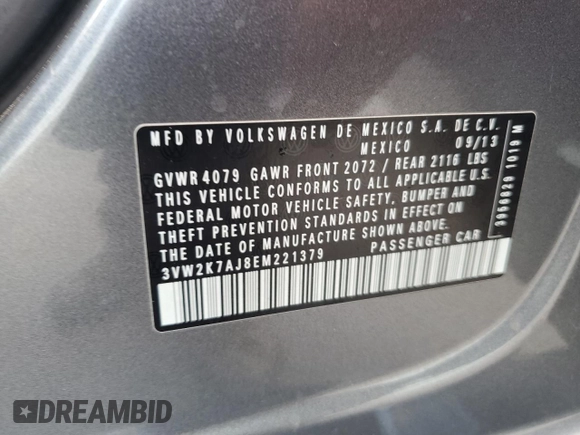 MFD BY VOLKSWAGEN DE MEXICO S.A. DE C.V.
MEXICO 09/13
GVWR 4079 GAWR FRONT 2072 / REAR 2116 LBS
THIS VEHICLE CONFORMS TO ALL APPLICABLE U.S.
FEDERAL MOTOR VEHICLE SAFETY, BUMPER AND
THEFT PREVENTION STANDARDS IN EFFECT ON
THE DATE OF MANUFACTURE SHOWN ABOVE.
3VW2K7AJ8EM221379 PASSENGER CAR
1019 M
DREAMBID